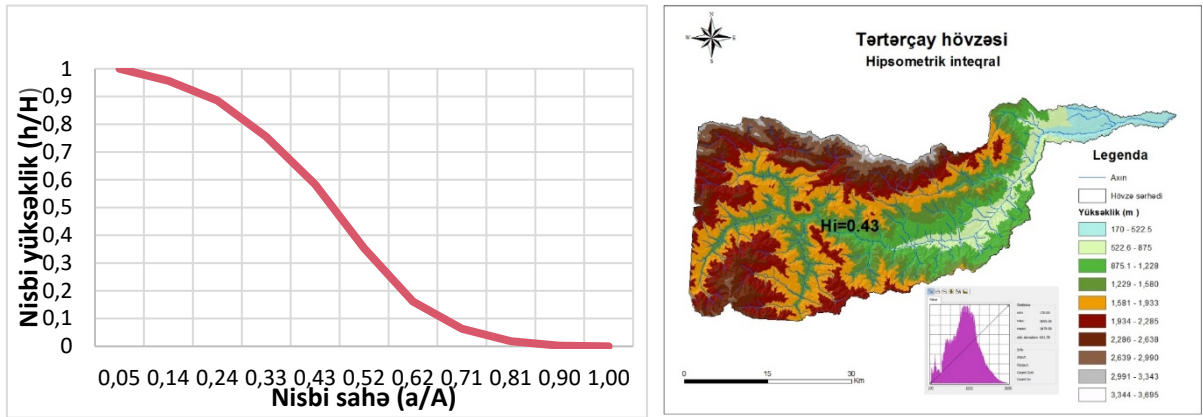 Nisbi yüksəklik (h/H)
1
0,9
0,8
0,7
0,6
0,5
0,4
0,3
0,2
0,1
0
0,05 0,14 0,24 0,33 0,43 0,52 0,62 0,71 0,81 0,90 1,00
Nisbi sahə (a/A)
N
W E
S
Tərtərçay hövzəsi
Hipsometrik inteqral
Hi=0.43
Legenda
Axın
Hövzə sərhədi
Yüksəklik (m )
170 - 522.5
522.6 - 875
875.1 - 1,228
1,229 - 1,580
1,581 - 1,933
1,934 - 2,285
2,286 - 2,638
2,639 - 2,990
2,991 - 3,343
3,344 - 3,695
0 15 30
Km